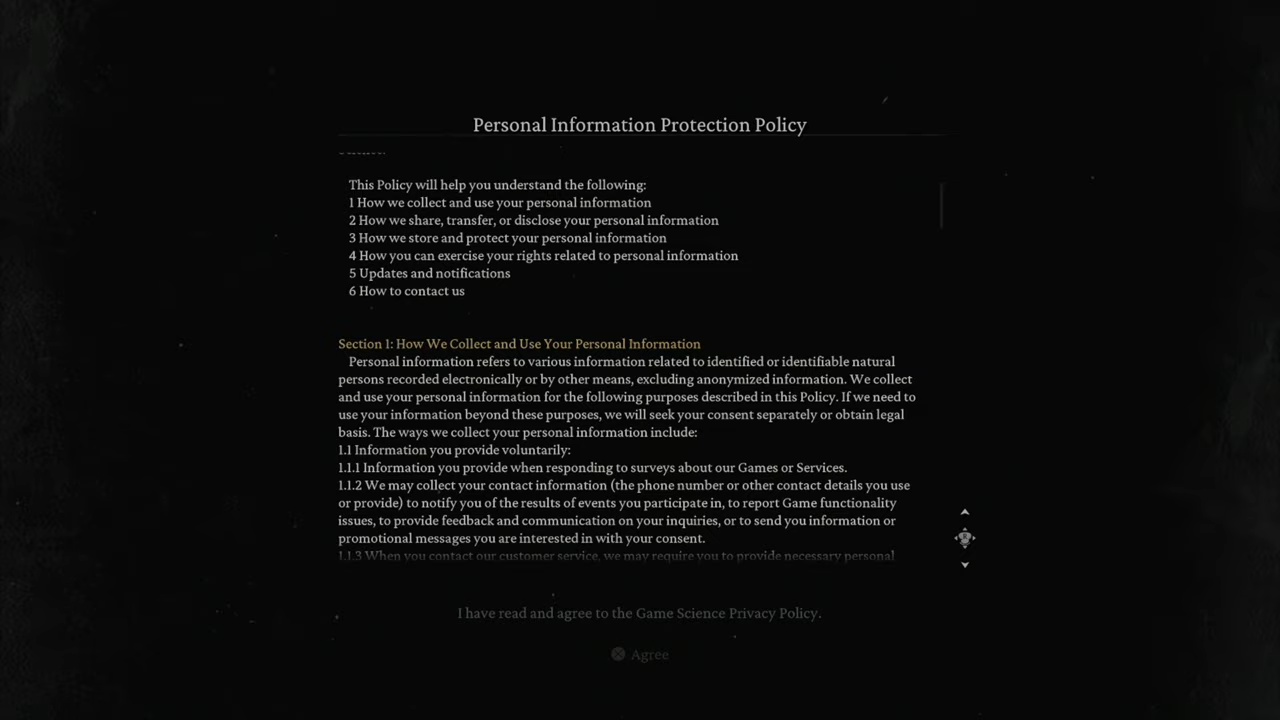 Personal Information Protection Policy
This Policy will help you understand the following:
1 How we collect and use your personal information
2 How we share, transfer, or disclose your personal information
3 How we store and protect your personal information
4 How you can exercise your rights related to personal information
5 Updates and notifications
6 How to contact us
Section 1: How We Collect and Use Your Personal Information
Personal information refers to various information related to identified or identifiable natural
persons recorded electronically or by other means, excluding anonymized information. We collect
and use your personal information for the following purposes described in this Policy. If we need to
use your information beyond these purposes, we will seek your consent separately or obtain legal
basis. The ways we collect your personal information include:
1.1 Information you provide voluntarily:
1.1.1 Information you provide when responding to surveys about our Games or Services.
1.1.2 We may collect your contact information (the phone number or other contact details you use
or provide) to notify you of the results of events you participate in, to report Game functionality
issues, to provide feedback and communication on your inquiries, or to send you information or
promotional messages you are interested in with your consent.
1.1.3 When you contact our customer service, we may require you to provide necessary personal
I have read and agree to the Game Science Privacy Policy.
Agree